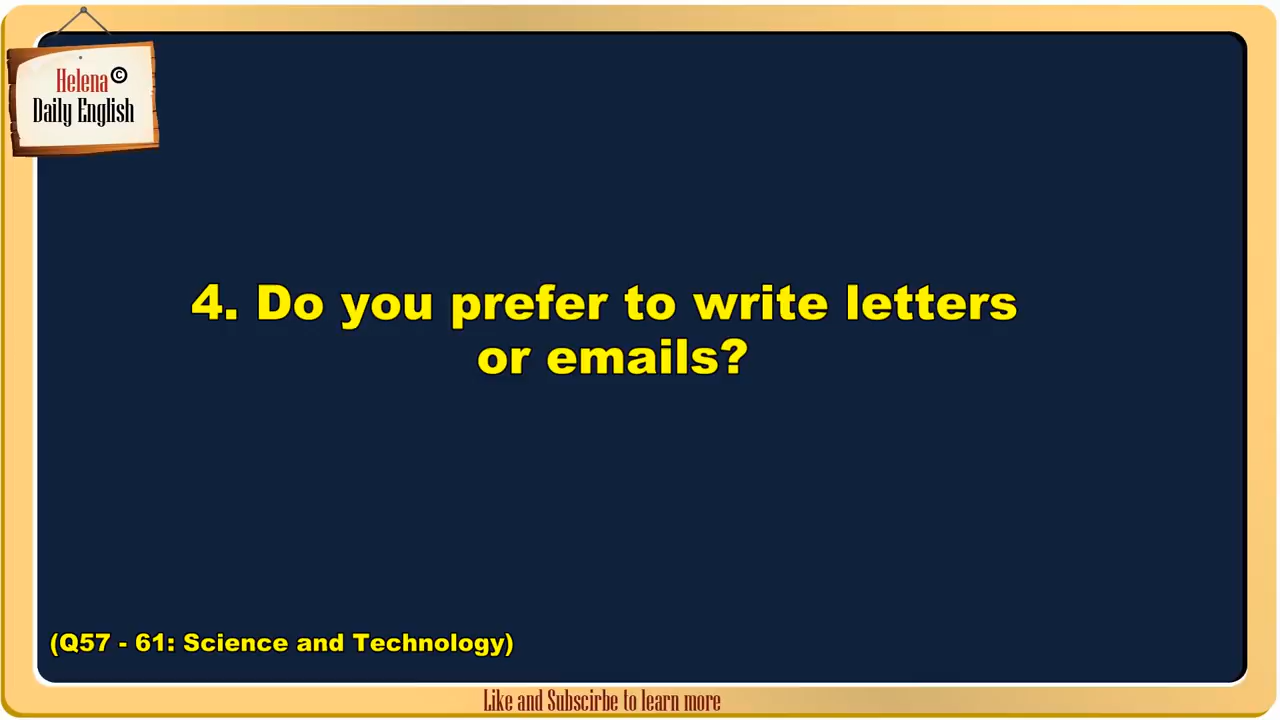 Helena ©
Daily English
4. Do you prefer to write letters
or emails?
(Q57 - 61: Science and Technology)
Like and Subscirbe to learn more